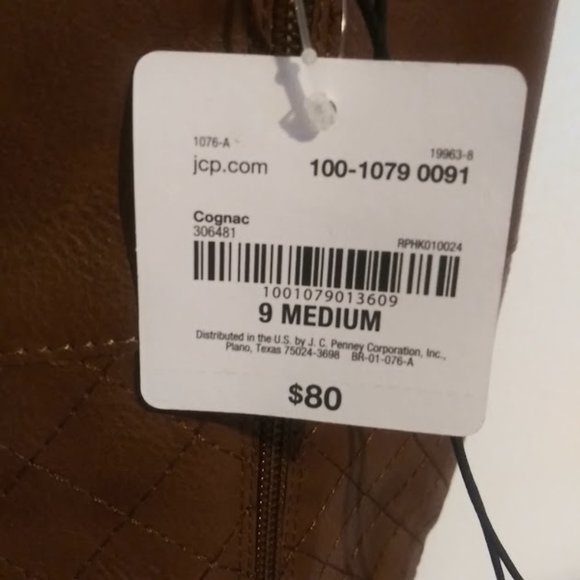 1076-A 19963-8
jcp.com 100-1079 0091
Cognac
306481 RPHK010024
1001079013609
9 MEDIUM
Distributed in the U.S. by J. C. Penney Corporation, Inc.,
Plano, Texas 75024-3698 BR-01-076-A
$80